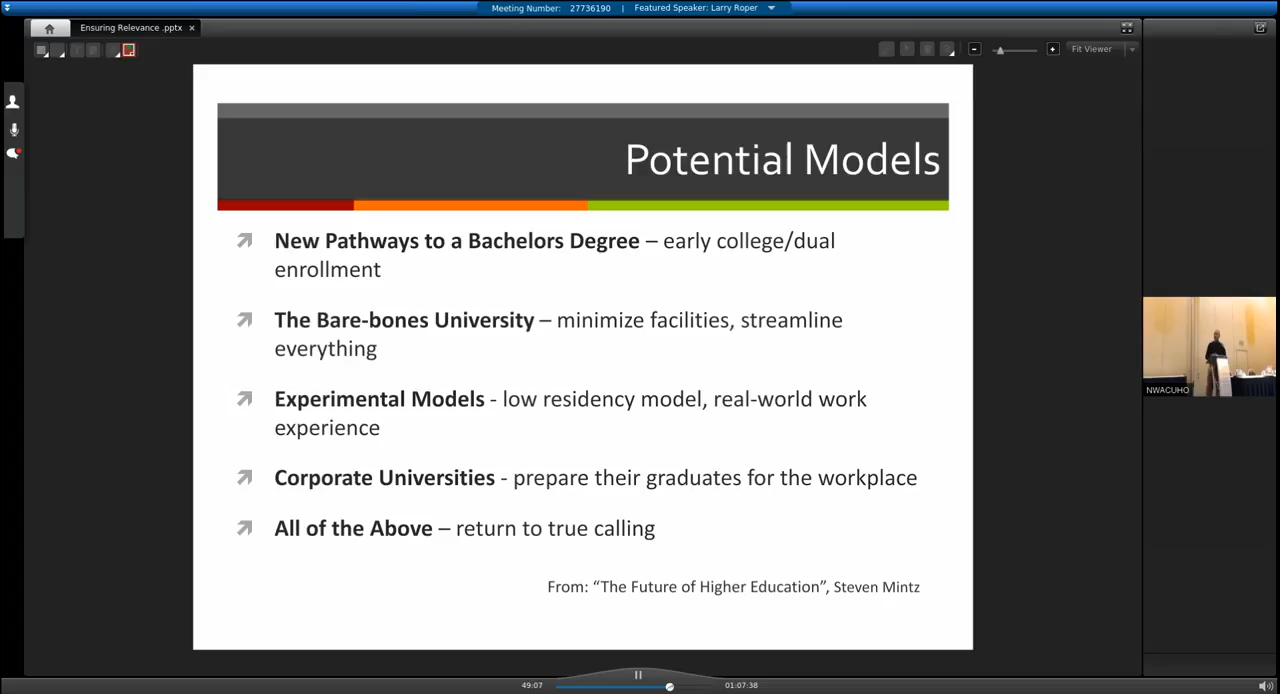 Meeting Number: 27736190 | Featured Speaker: Larry Roper
Ensuring Relevance .pptx
Fit Viewer
Potential Models
New Pathways to a Bachelors Degree – early college/dual
enrollment
The Bare-bones University – minimize facilities, streamline
everything
Experimental Models - low residency model, real-world work
experience
Corporate Universities - prepare their graduates for the workplace
All of the Above – return to true calling
From: “The Future of Higher Education”, Steven Mintz
NWACUHO
49:07
01:07:38